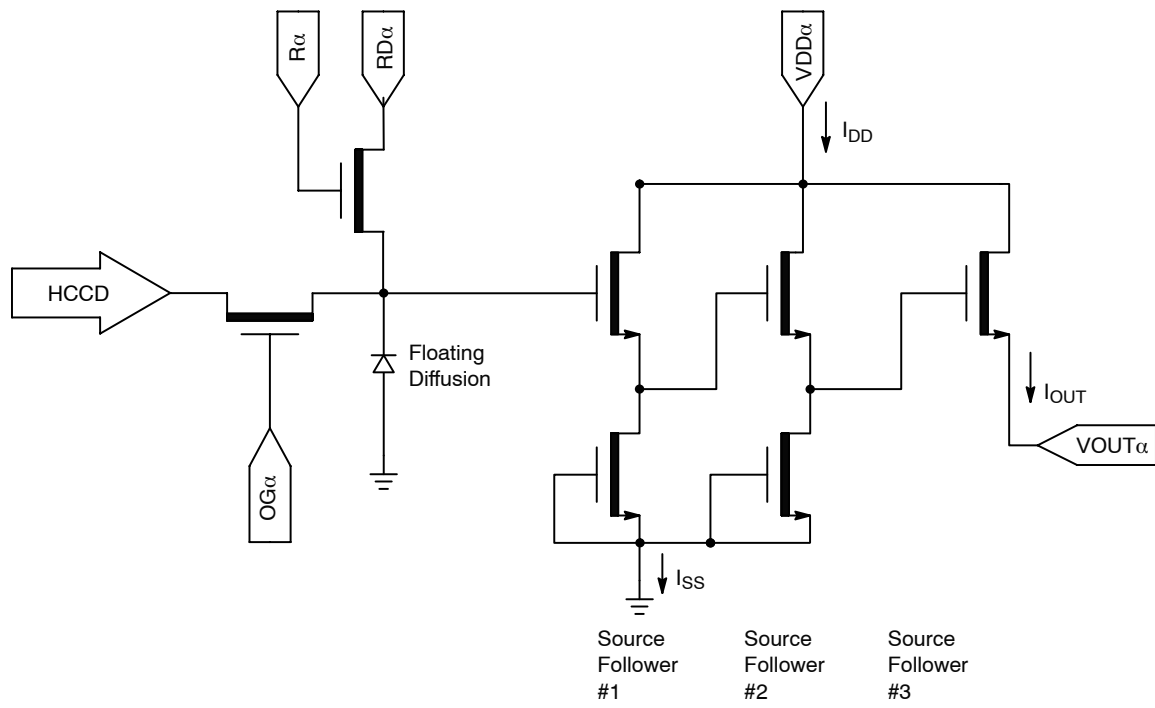 Rα
RDα
VDDα
IDD
HCCD
Floating
Diffusion
IOUT
VOUTα
OGα
ISS
Source
Follower
#1
Source
Follower
#2
Source
Follower
#3